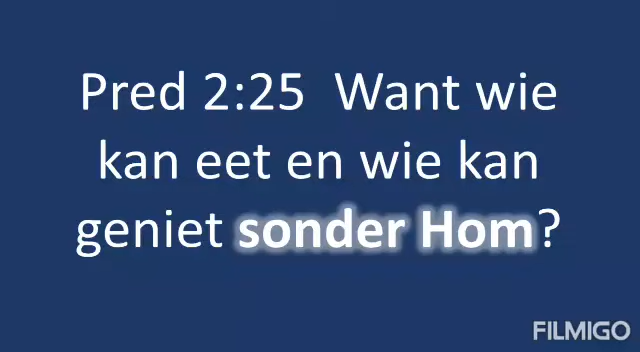 Pred 2:25  Want wie
kan eet en wie kan
geniet sonder Hom?
FILMIGO